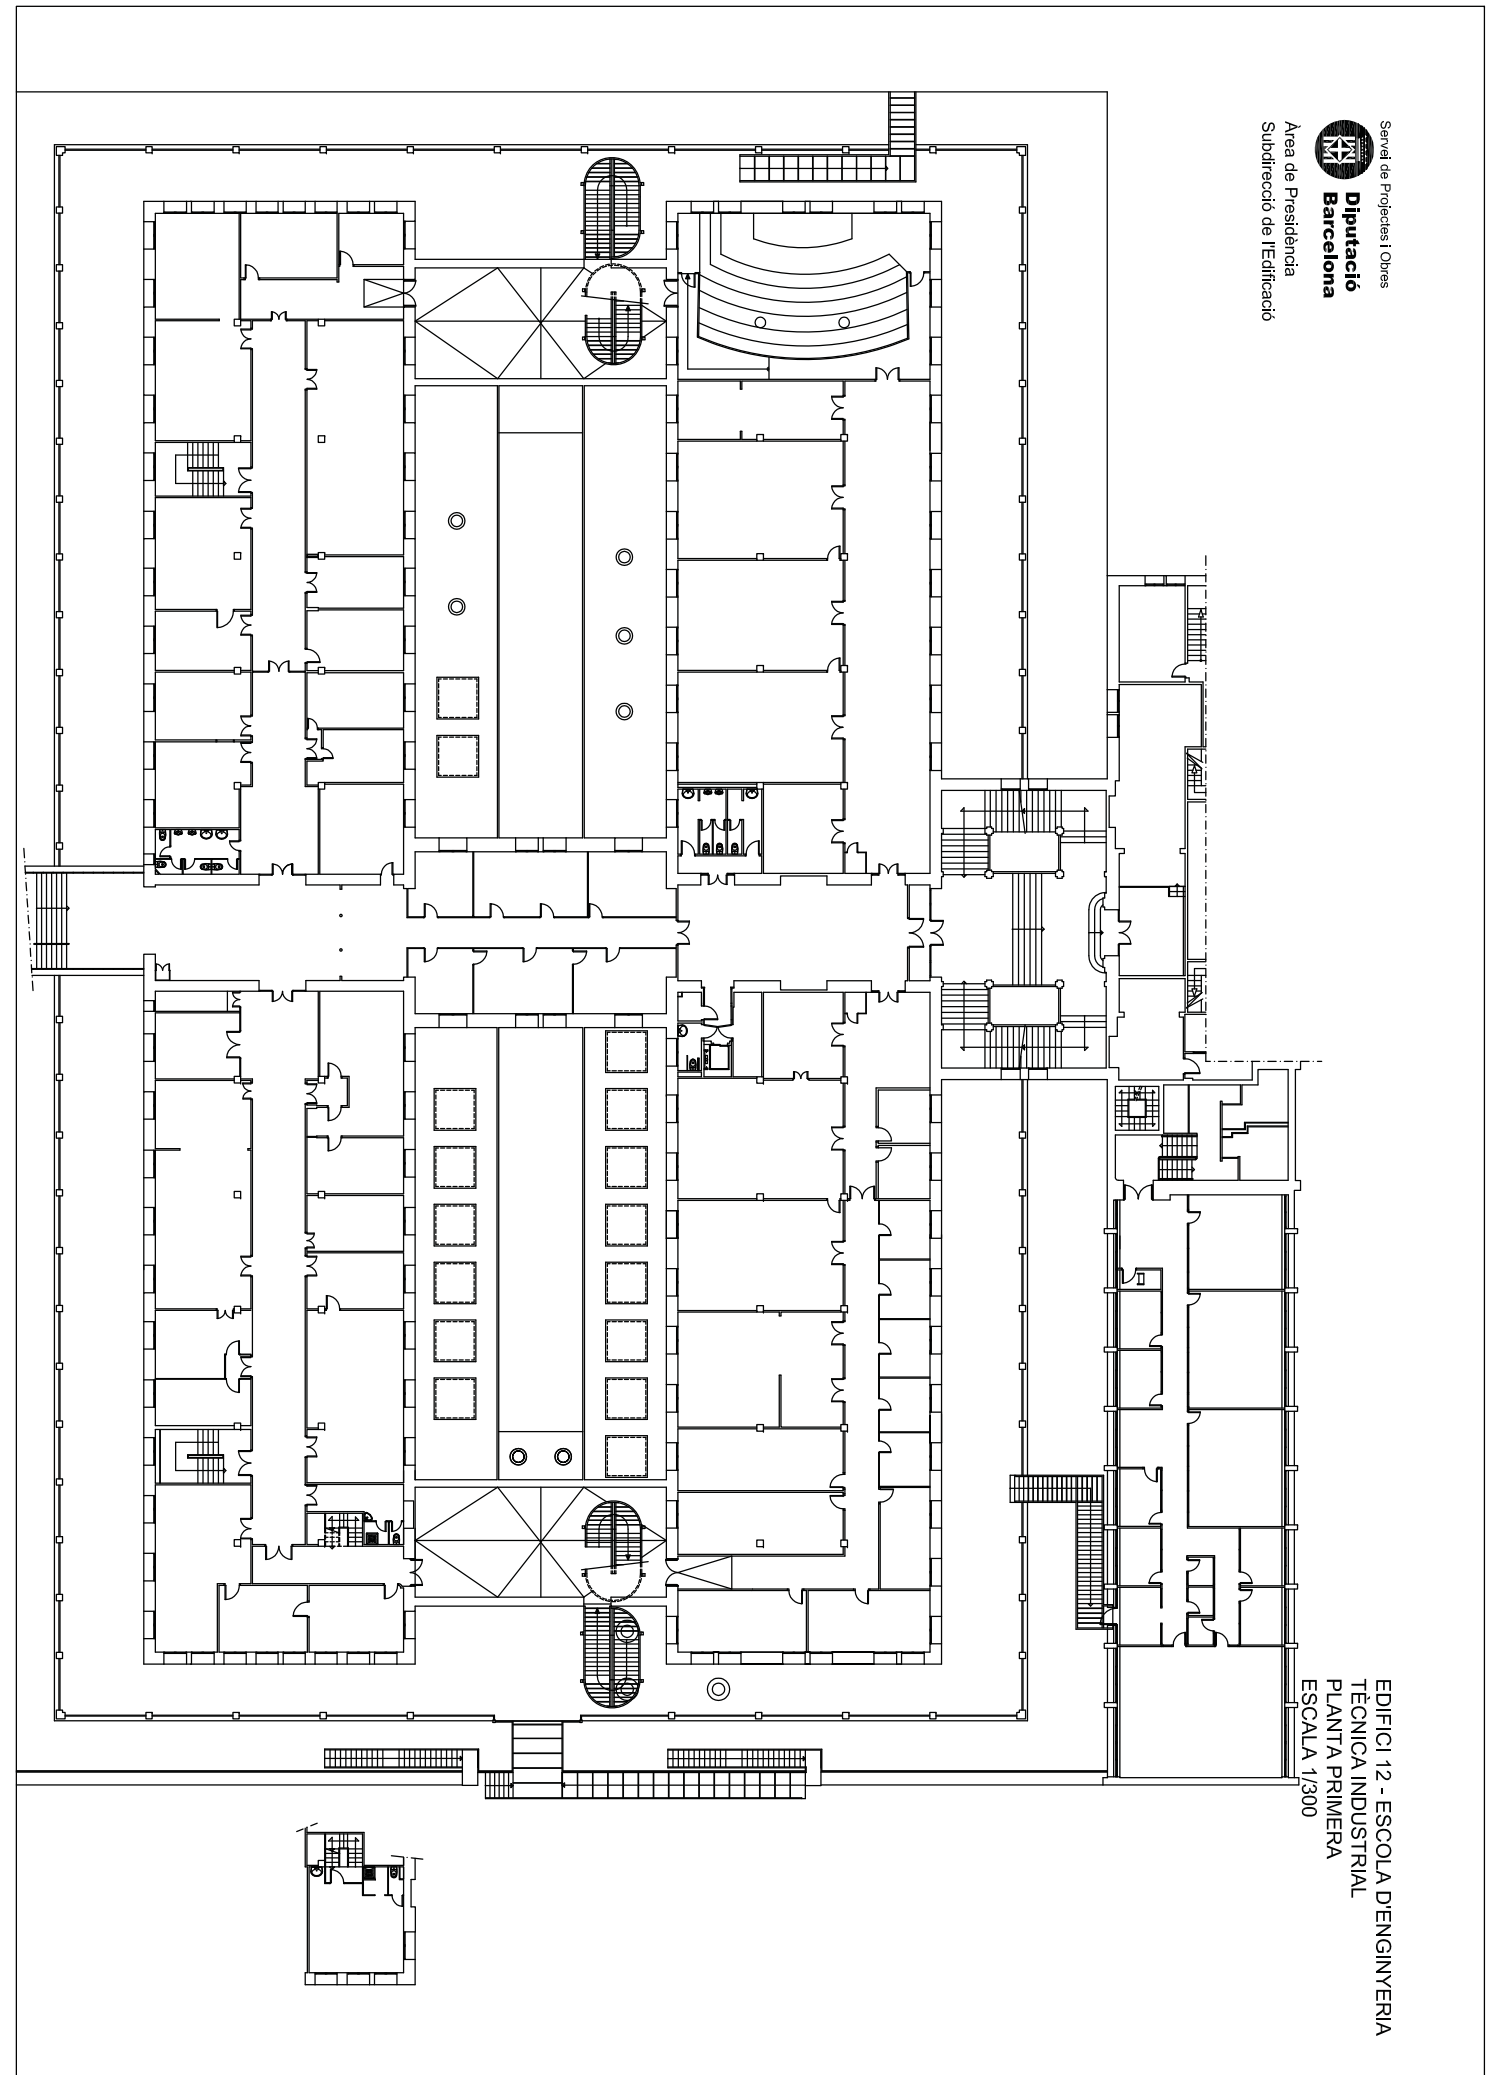 Servei de Projectes i Obres
Diputació
Barcelona
Àrea de Presidència
Subdirecció de l'Edificació
EDIFICI 12 - ESCOLA D'ENGINYERIA
TÈCNICA INDUSTRIAL
PLANTA PRIMERA
ESCALA 1/300